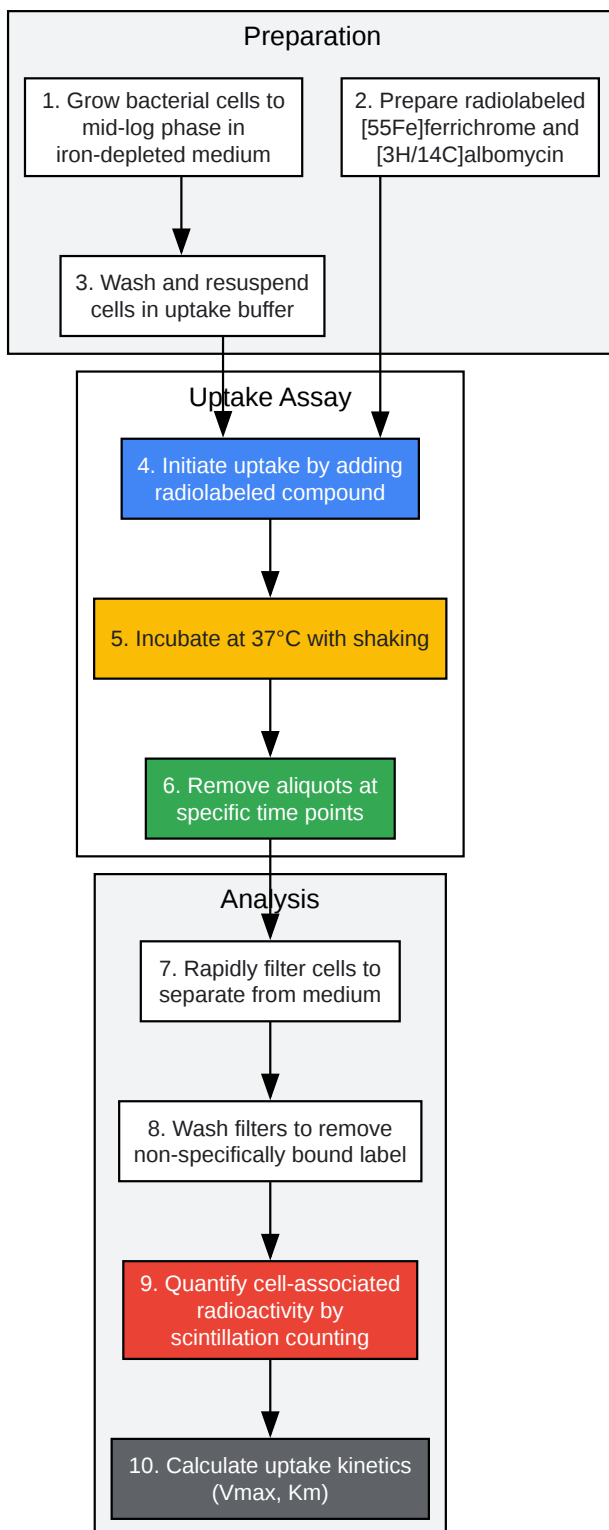 Preparation
1. Grow bacterial cells to
mid-log phase in
iron-depleted medium
2. Prepare radiolabeled
[55Fe]ferrichrome and
[3H/14C]albomycin
3. Wash and resuspend
cells in uptake buffer
Uptake Assay
4. Initiate uptake by adding
radiolabeled compound
5. Incubate at 37°C with shaking
6. Remove aliquots at
specific time points
Analysis
7. Rapidly filter cells to
separate from medium
8. Wash filters to remove
non-specifically bound label
9. Quantify cell-associated
radioactivity by
scintillation counting
10. Calculate uptake kinetics
(Vmax, Km)